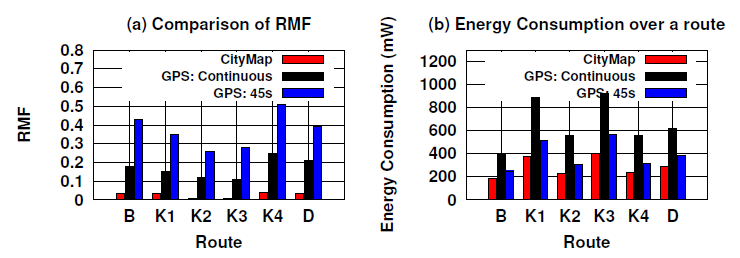 (a) Comparison of RMF
RMF
0.8
0.7
0.6
0.5
0.4
0.3
0.2
0.1
0
CityMap
GPS: Continuous
GPS: 45s
B K1 K2 K3 K4 D
Route
(b) Energy Consumption over a route
Energy Consumption (mW)
1200
1000
800
600
400
200
0
CityMap
GPS: Continuous
GPS: 45s
B K1 K2 K3 K4 D
Route